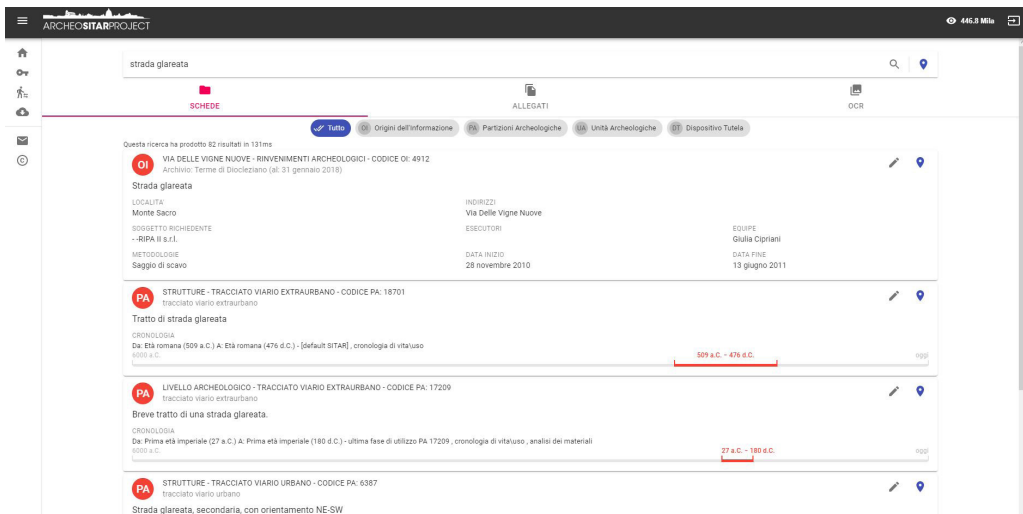 ARCHEOSITARPROJECT
446.8 Mila
strada glareata
SCHEDE
ALLEGATI
OCR
Tutto
OI Origini dell'Informazione
PA Partizioni Archeologiche
UA Unità Archeologiche
DT Dispositivo Tutela
Questa ricerca ha prodotto 82 risultati in 131ms
OI
VIA DELLE VIGNE NUOVE - RINVENIMENTI ARCHEOLOGICI - CODICE OI: 4912
Archivio: Terme di Diocleziano (al: 31 gennaio 2018)
Strada glareata
LOCALITA'
INDIRIZZI
Monte Sacro
Via Delle Vigne Nuove
SOGGETTO RICHIEDENTE
ESECUTORI
EQUIPE
- -RIPA II s.r.l.
Giulia Cipriani
METODOLOGIE
DATA INIZIO
DATA FINE
Saggio di scavo
28 novembre 2010
13 giugno 2011
PA
STRUTTURE - TRACCIATO VIARIO EXTRAURBANO - CODICE PA: 18701
tracciato viario extraurbano
Tratto di strada glareata
CRONOLOGIA
Da: Età romana (509 a.C.) A: Età romana (476 d.C.) - [default SITAR] , cronologia di vita\uso
6000 a.C.
509 a.C. - 476 d.C.
oggi
PA
LIVELLO ARCHEOLOGICO - TRACCIATO VIARIO EXTRAURBANO - CODICE PA: 17209
tracciato viario extraurbano
Breve tratto di una strada glareata.
CRONOLOGIA
Da: Prima età imperiale (27 a.C.) A: Prima età imperiale (180 d.C.) - ultima fase di utilizzo PA 17209 , cronologia di vita\uso , analisi dei materiali
6000 a.C.
27 a.C. - 180 d.C.
oggi
PA
STRUTTURE - TRACCIATO VIARIO URBANO - CODICE PA: 6387
tracciato viario urbano
Strada glareata, secondaria, con orientamento NE-SW